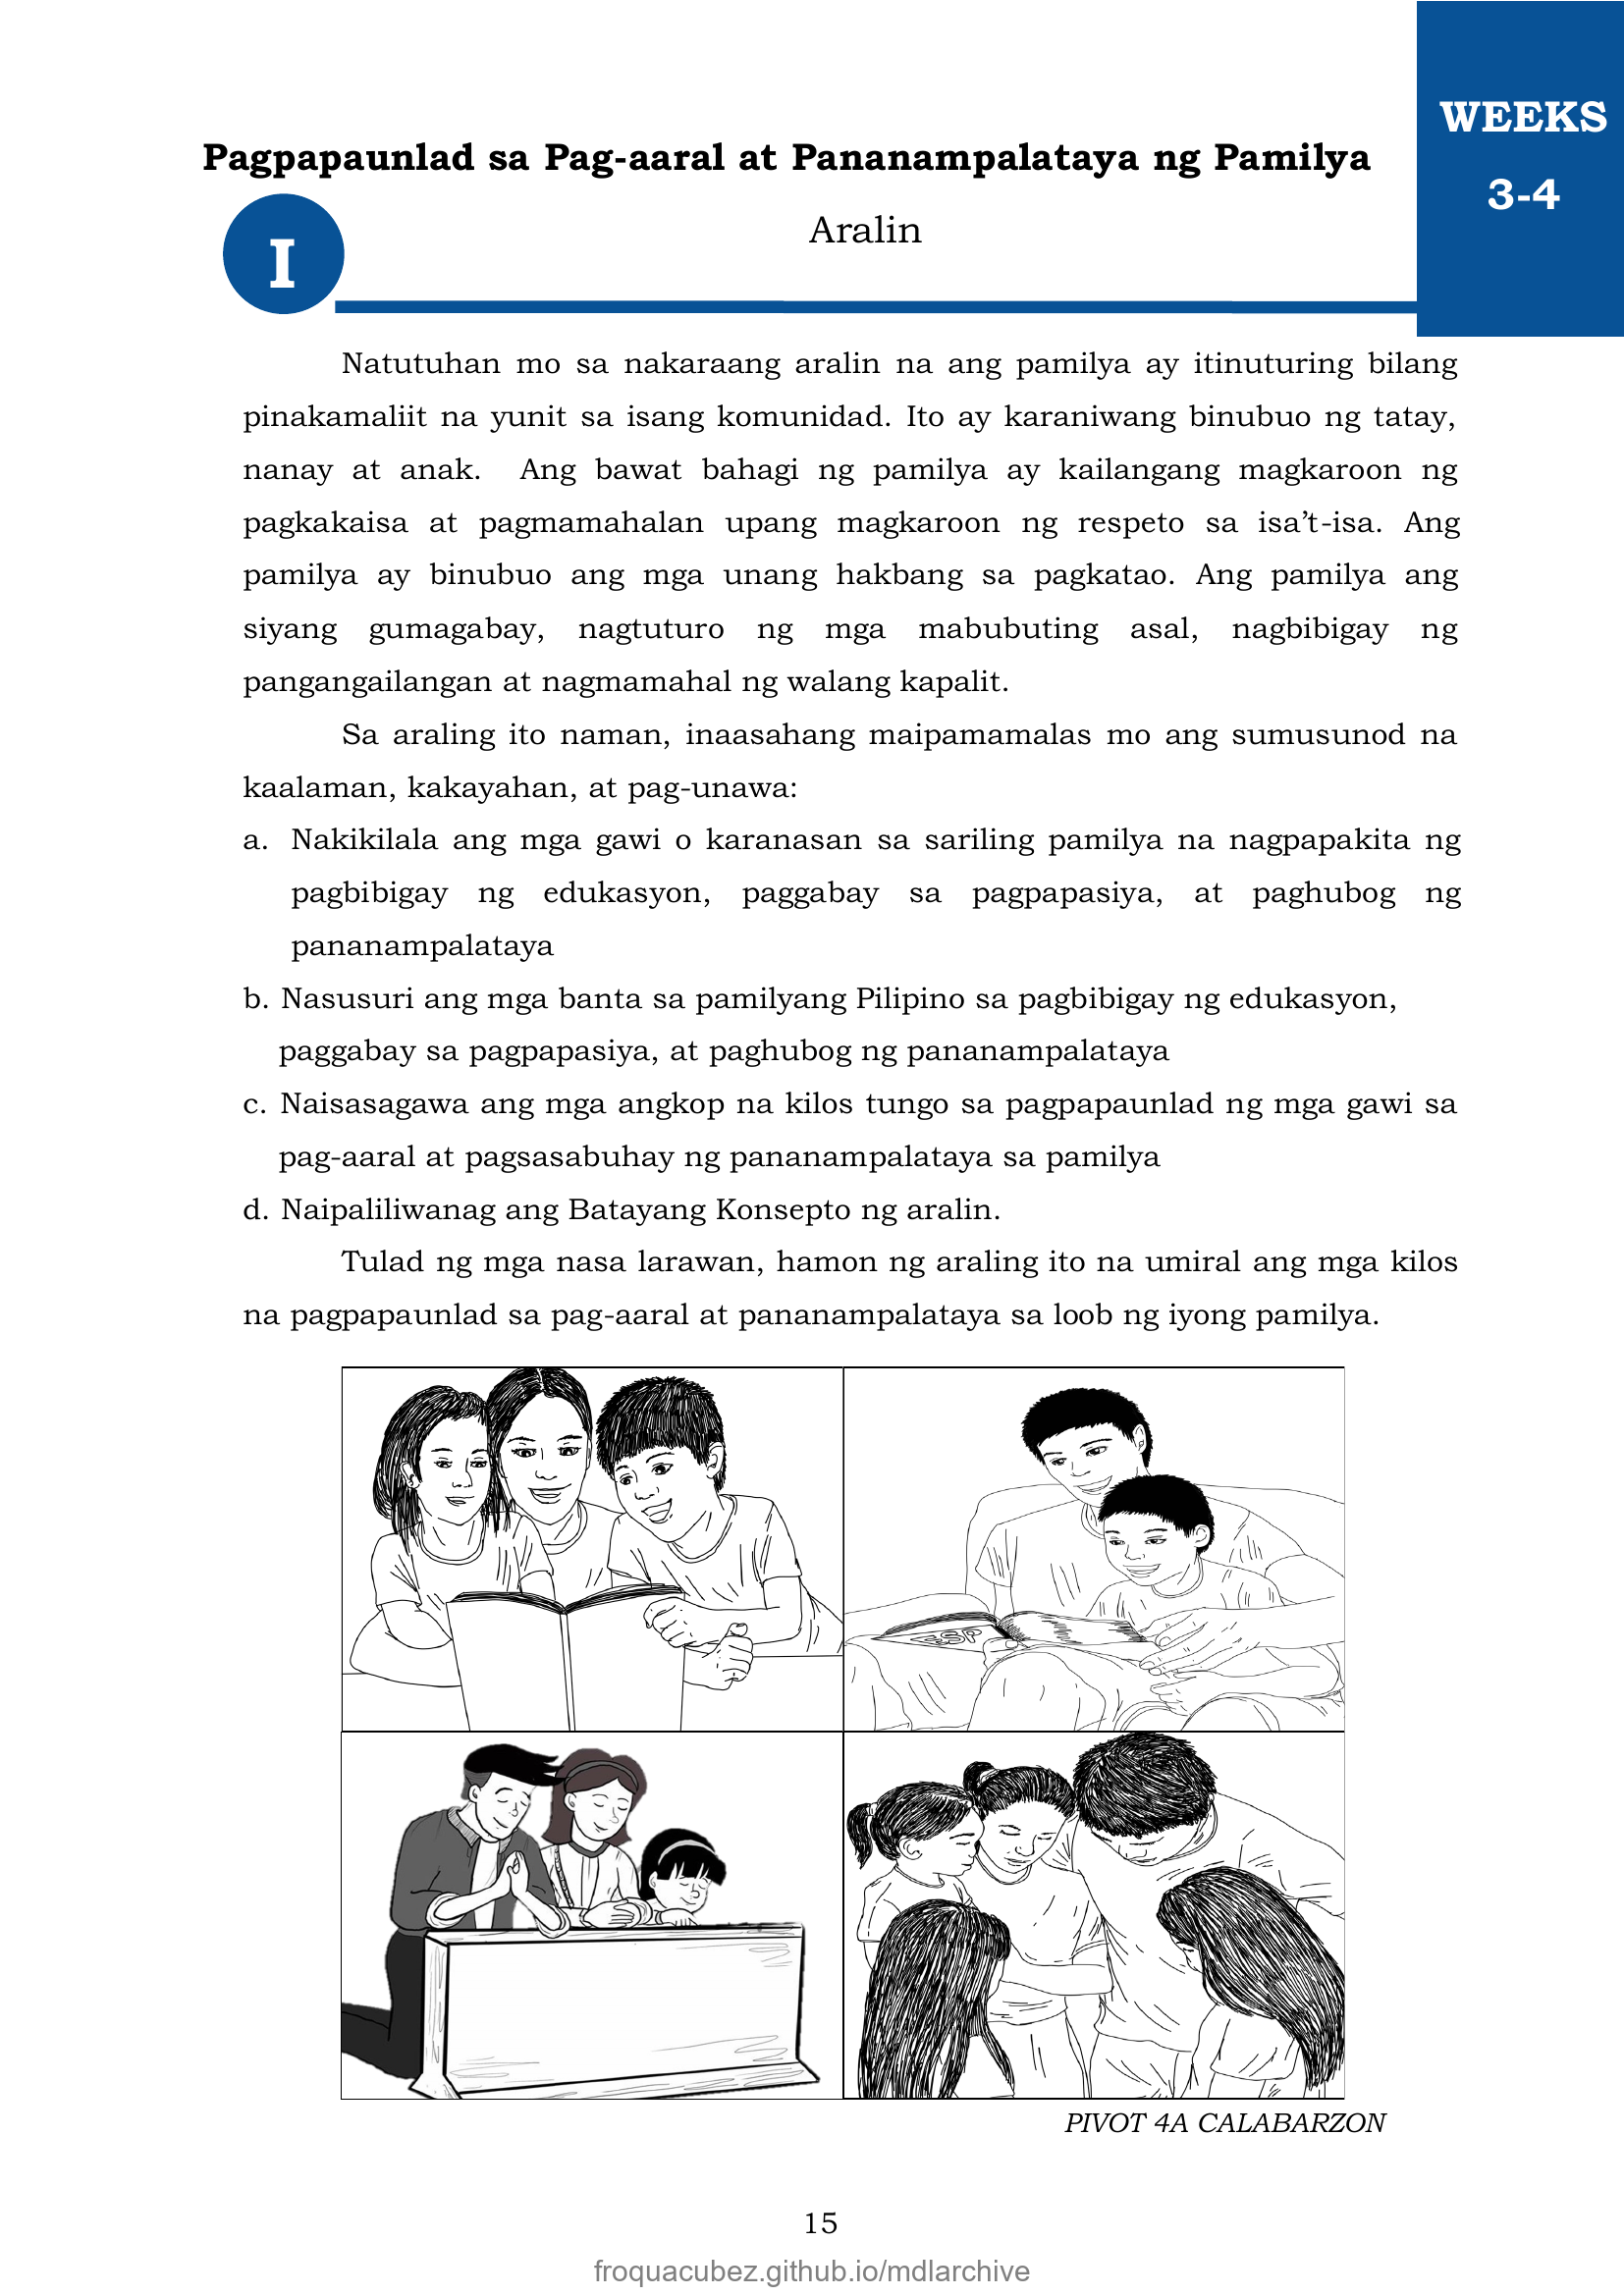 WEEKS
3-4
Pagpapaunlad sa Pag-aaral at Pananampalataya ng Pamilya
Aralin
I
Natutuhan mo sa nakaraang aralin na ang pamilya ay itinuturing bilang
pinakamaliit na yunit sa isang komunidad. Ito ay karaniwang binubuo ng tatay,
nanay at anak. Ang bawat bahagi ng pamilya ay kailangang magkaroon ng
pagkakaisa at pagmamahalan upang magkaroon ng respeto sa isa’t-isa. Ang
pamilya ay binubuo ang mga unang hakbang sa pagkatao. Ang pamilya ang
siyang gumagabay, nagtuturo ng mga mabubuting asal, nagbibigay ng
pangangailangan at nagmamahal ng walang kapalit.
Sa araling ito naman, inaasahang maipamamalas mo ang sumusunod na
kaalaman, kakayahan, at pag-unawa:
a. Nakikilala ang mga gawi o karanasan sa sariling pamilya na nagpapakita ng
pagbibigay ng edukasyon, paggabay sa pagpapasiya, at paghubog ng
pananampalataya
b. Nasusuri ang mga banta sa pamilyang Pilipino sa pagbibigay ng edukasyon,
paggabay sa pagpapasiya, at paghubog ng pananampalataya
c. Naisasagawa ang mga angkop na kilos tungo sa pagpapaunlad ng mga gawi sa
pag-aaral at pagsasabuhay ng pananampalataya sa pamilya
d. Naipaliliwanag ang Batayang Konsepto ng aralin.
Tulad ng mga nasa larawan, hamon ng araling ito na umiral ang mga kilos
na pagpapaunlad sa pag-aaral at pananampalataya sa loob ng iyong pamilya.
ESP
PIVOT 4A CALABARZON
15
froquacubez.github.io/mdlarchive